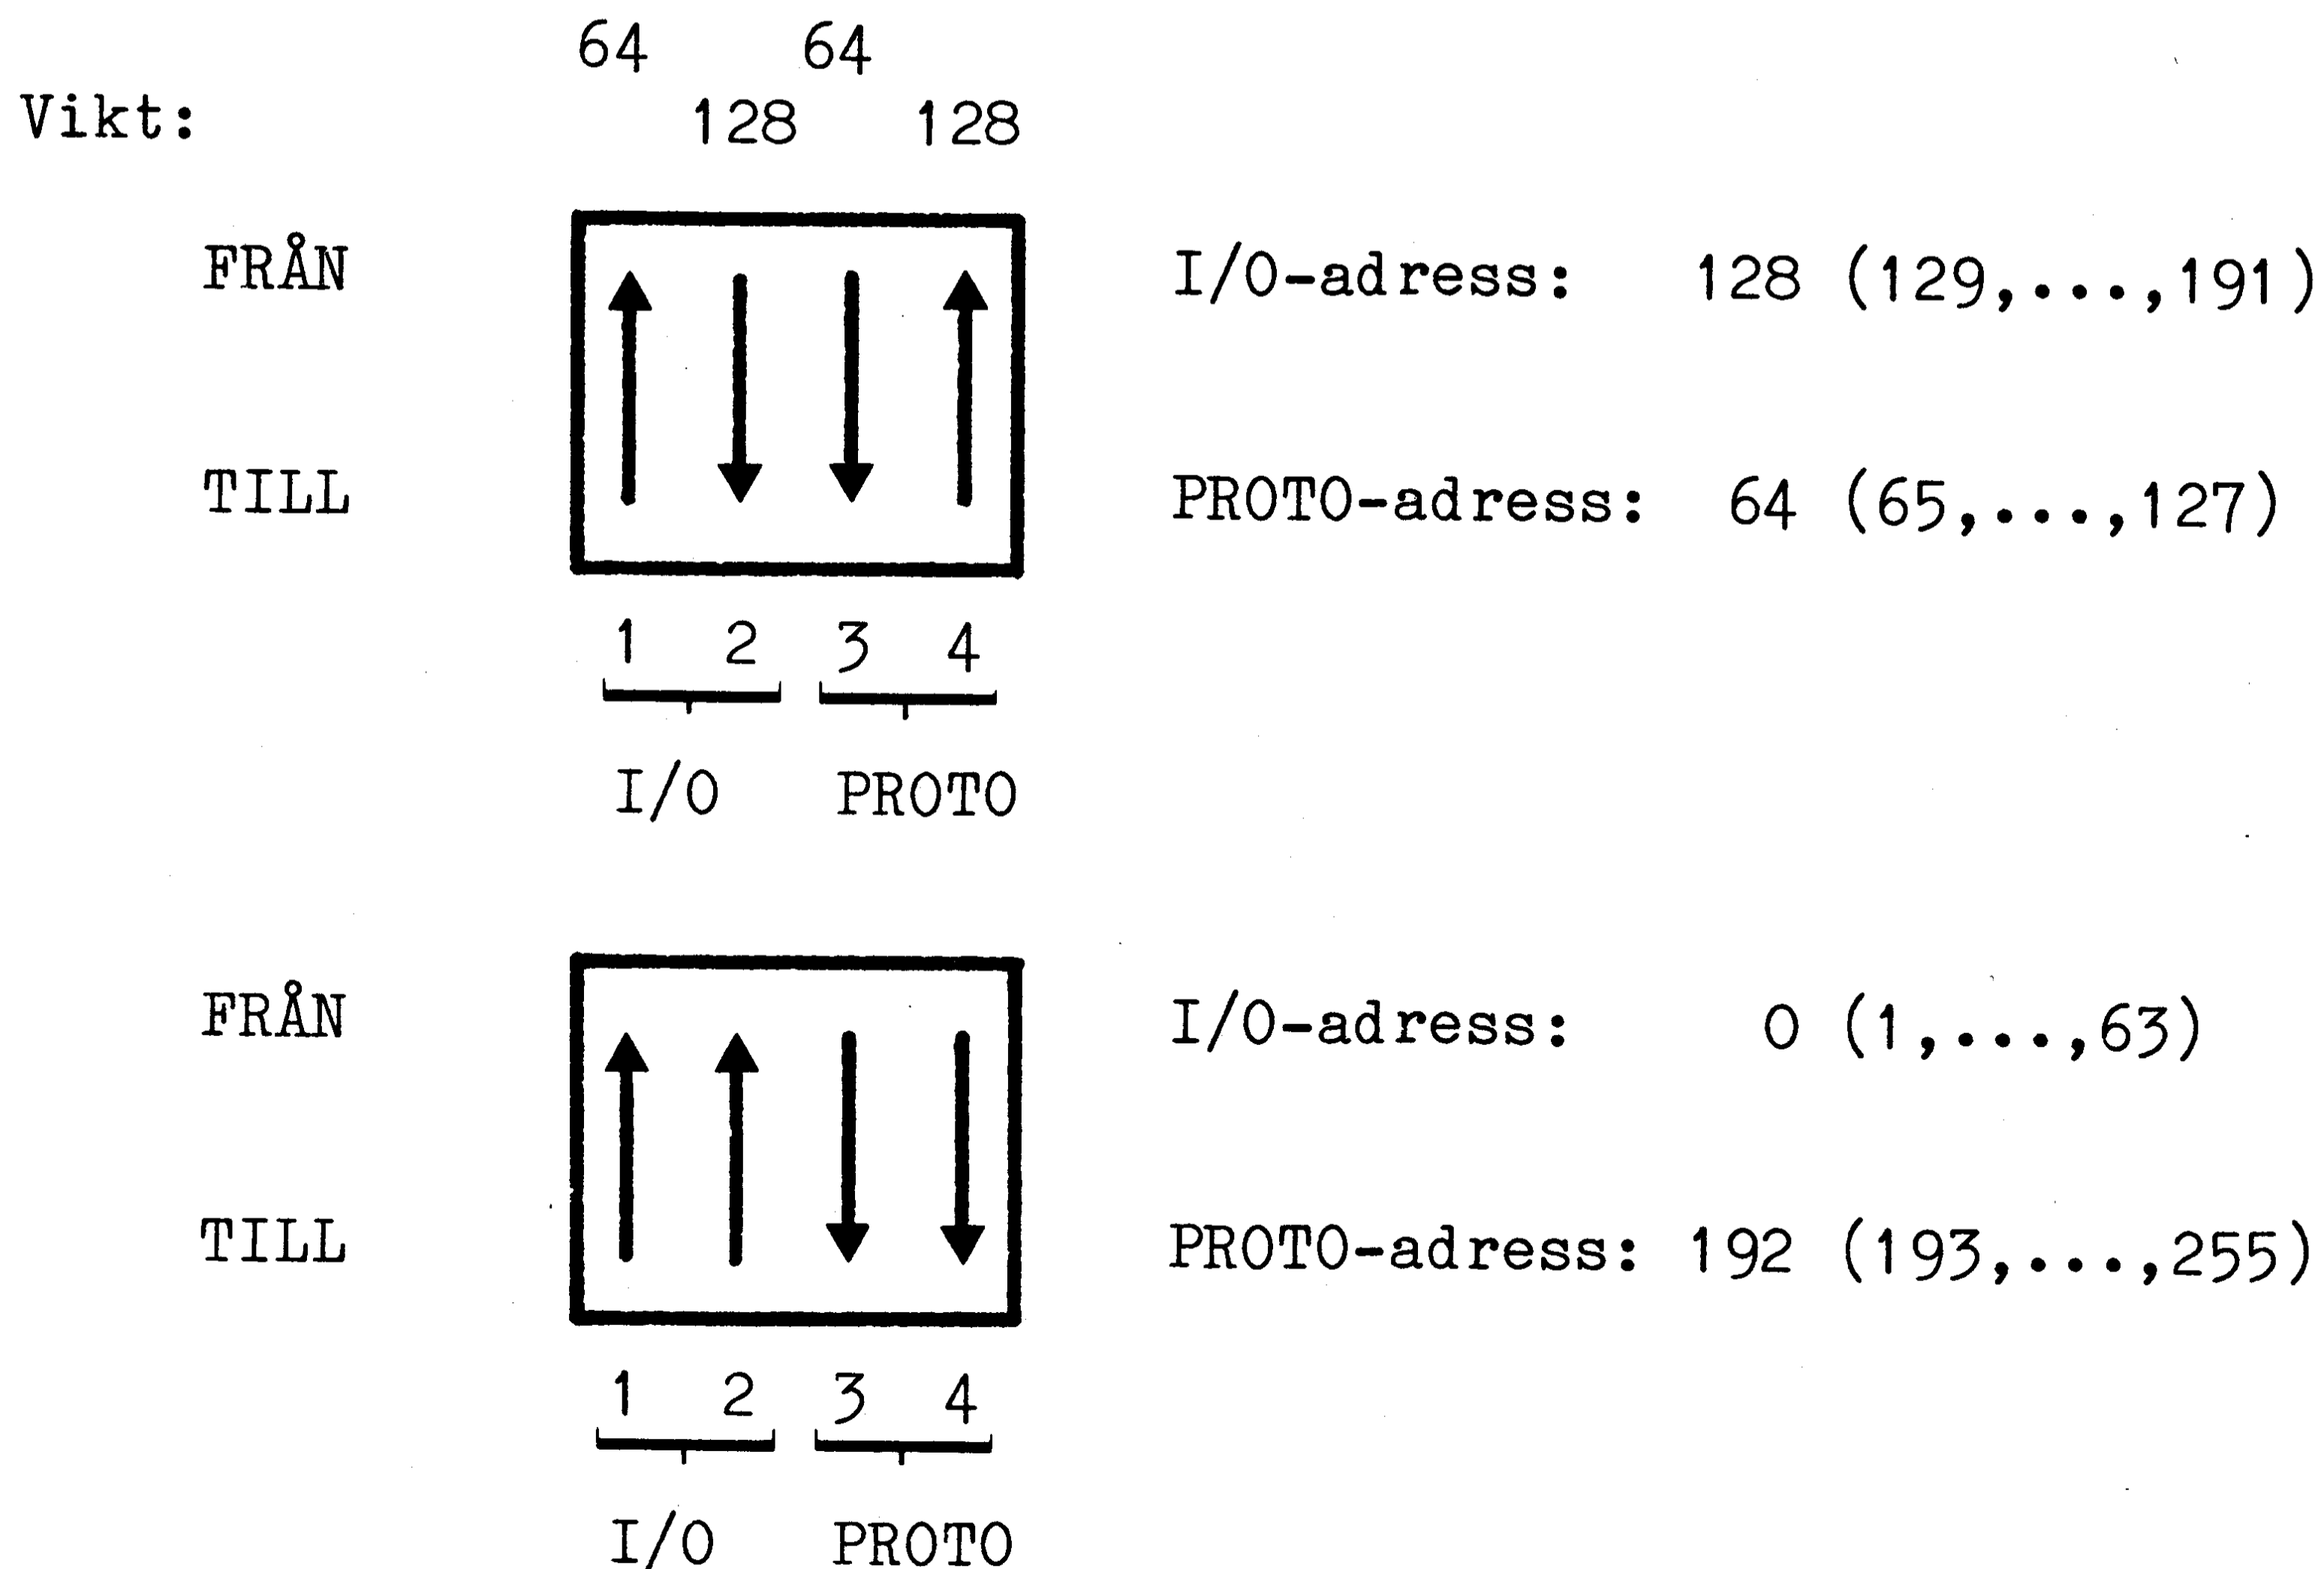 64 64
Vikt: 128 128
FRÅN I/O-adress: 128 (129,...,191)
TILL PROTO-adress: 64 (65,...,127)
1 2 3 4
I/O PROTO
FRÅN I/O-adress: 0 (1,...,63)
TILL PROTO-adress: 192 (193,...,255)
1 2 3 4
I/O PROTO